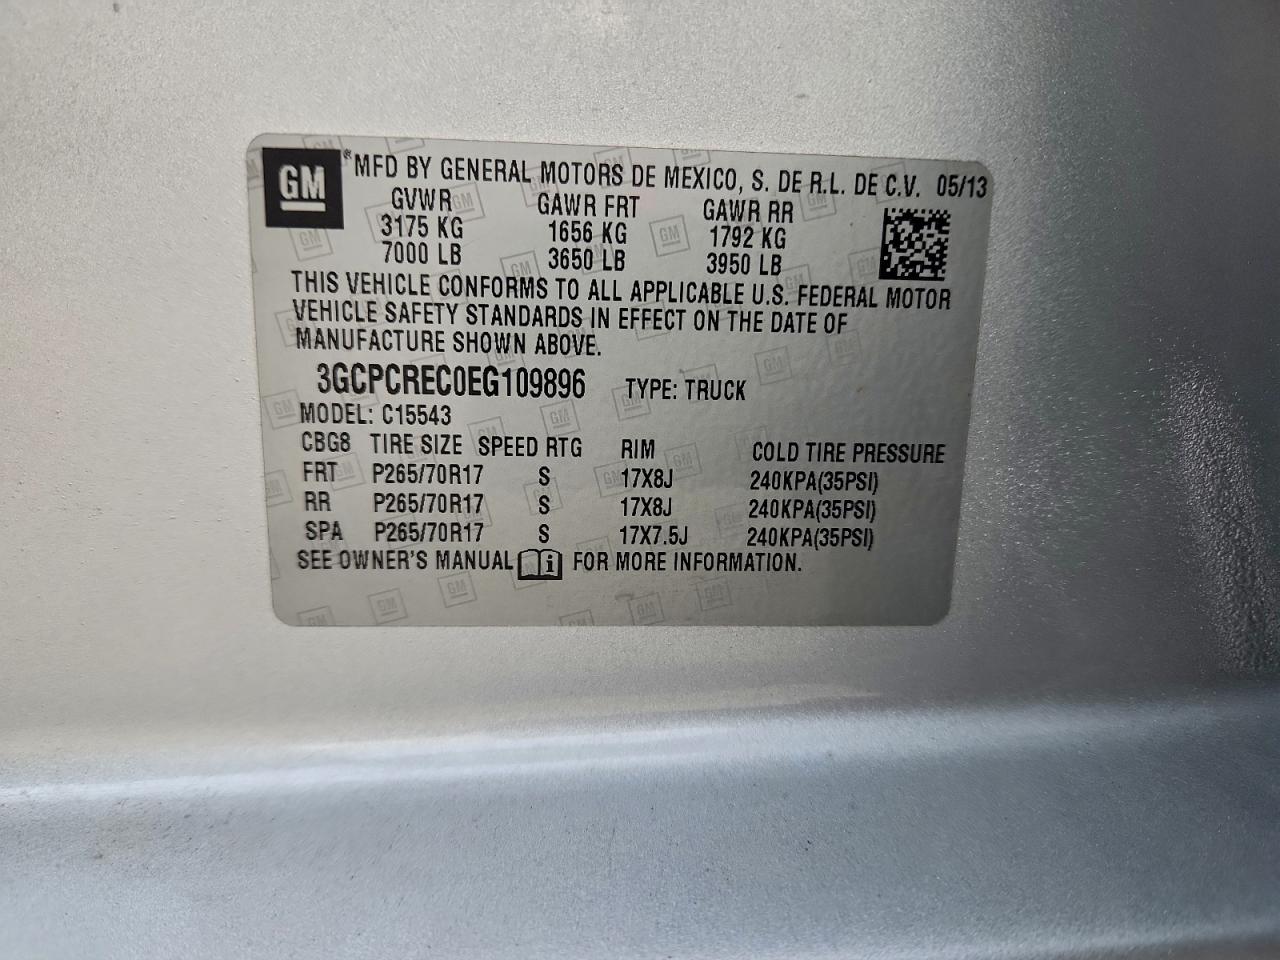 GM *MFD BY GENERAL MOTORS DE MEXICO, S. DE R.L. DE C.V. 05/13
GVWR GAWR FRT GAWR RR
3175 KG 1656 KG 1792 KG
7000 LB 3650 LB 3950 LB
THIS VEHICLE CONFORMS TO ALL APPLICABLE U.S. FEDERAL MOTOR
VEHICLE SAFETY STANDARDS IN EFFECT ON THE DATE OF
MANUFACTURE SHOWN ABOVE.
3GCPCREC0EG109896 TYPE: TRUCK
MODEL: C15543
CBG8 TIRE SIZE SPEED RTG RIM COLD TIRE PRESSURE
FRT P265/70R17 S 17X8J 240KPA(35PSI)
RR P265/70R17 S 17X8J 240KPA(35PSI)
SPA P265/70R17 S 17X7.5J 240KPA(35PSI)
SEE OWNER'S MANUAL i FOR MORE INFORMATION.